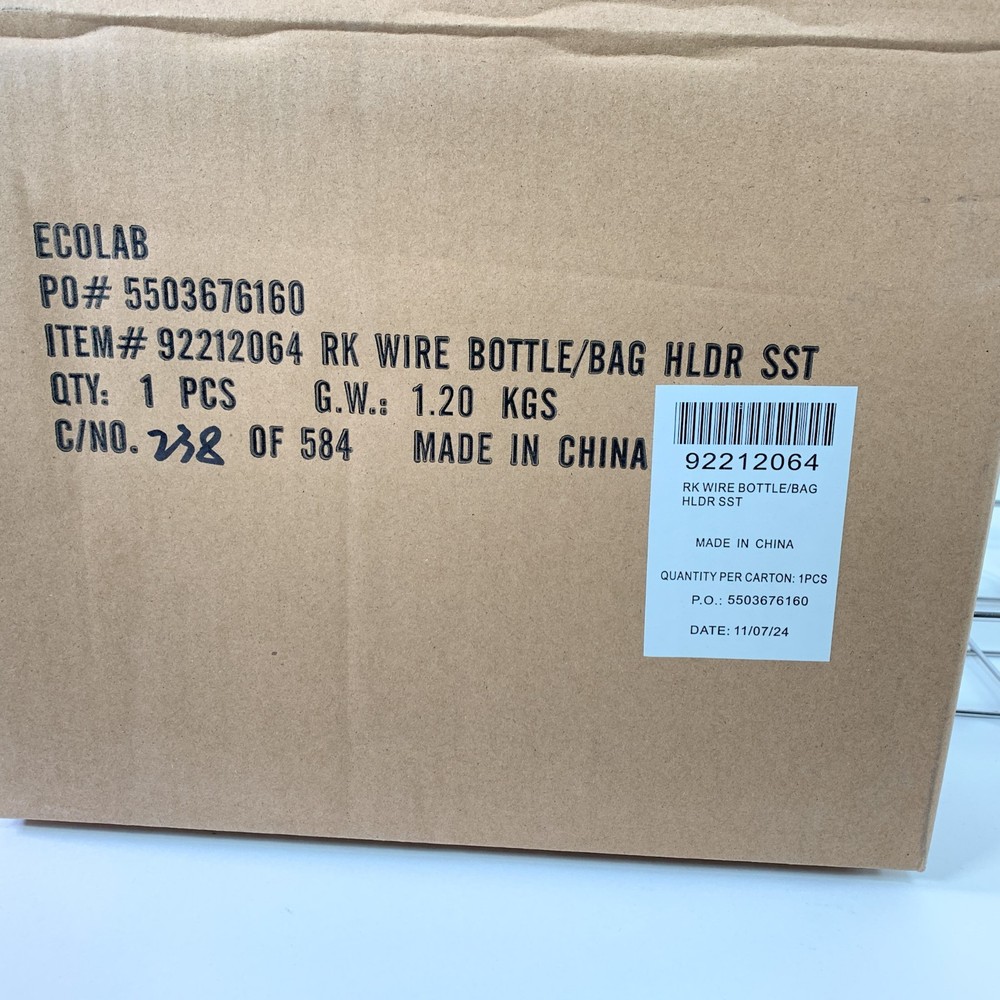 ECOLAB
PO# 5503676160
ITEM# 92212064 RK WIRE BOTTLE/BAG HLDR SST
QTY: 1 PCS G.W.: 1.20 KGS
C/NO. 238 OF 584 MADE IN CHINA
92212064
RK WIRE BOTTLE/BAG
HLDR SST
MADE IN CHINA
QUANTITY PER CARTON: 1PCS
P.O.: 5503676160
DATE: 11/07/24